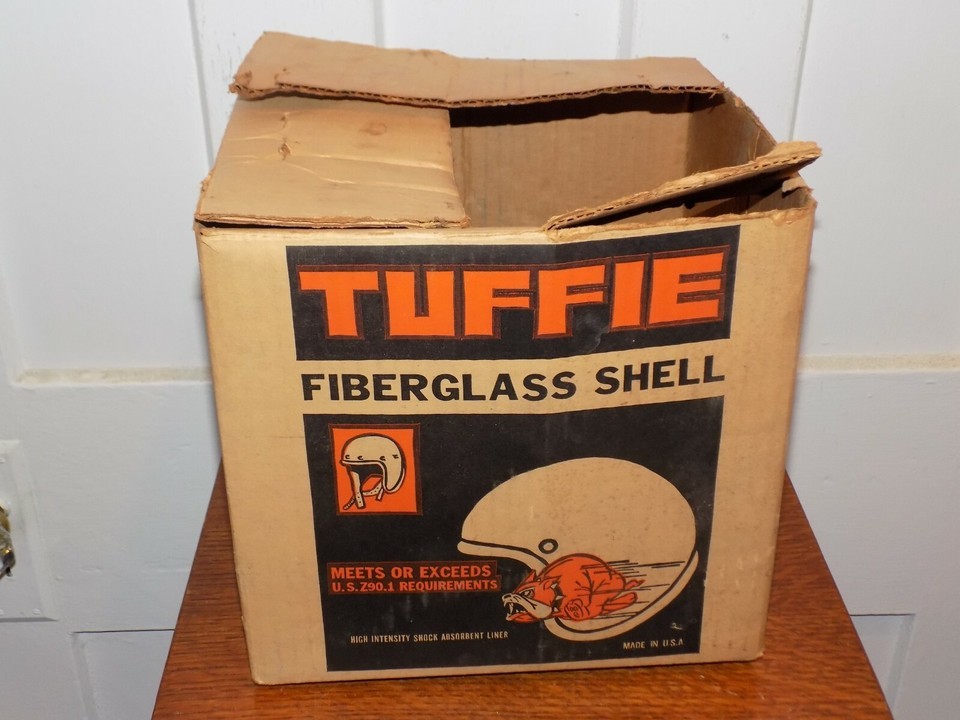 TUFFIE
FIBERGLASS SHELL
MEETS OR EXCEEDS
U.S.Z90.1 REQUIREMENTS
HIGH INTENSITY SHOCK ABSORBENT LINER
MADE IN U.S.A